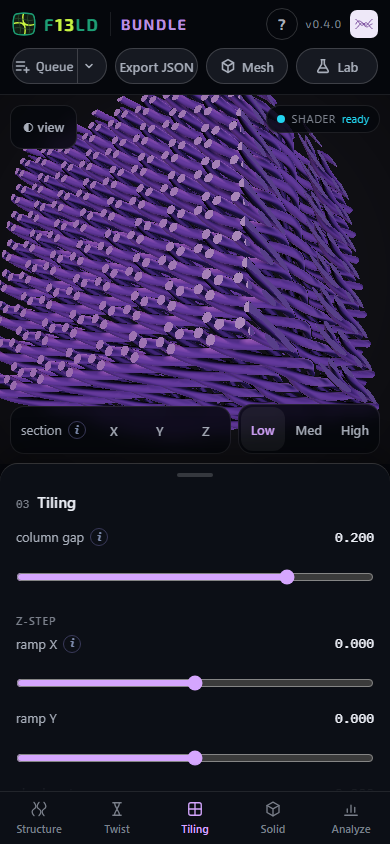 F13LD BUNDLE ? v0.4.0
Queue Export JSON Mesh Lab
view SHADER ready
section i X Y Z Low Med High
03 Tiling
column gap i 0.200
Z-STEP
ramp X i 0.000
ramp Y 0.000
Structure Twist Tiling Solid Analyze